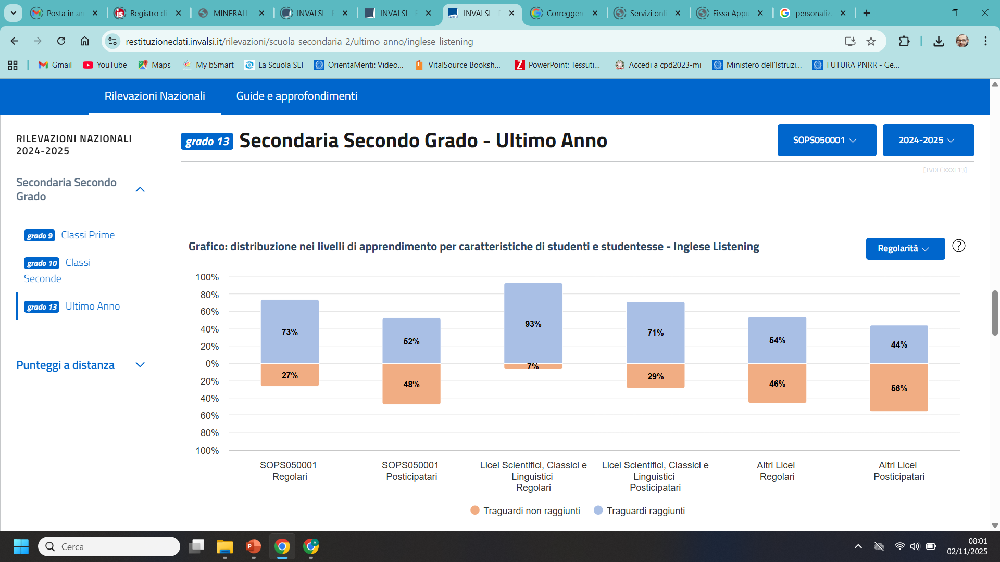 Posta in ar
Registro di
MINERALI
INVALSI - P
INVALSI - P
INVALSI - P
Correggere
Servizi onl
Fissa Appu
personaliz
restituzionedati.invalsi.it/rilevazioni/scuola-secondaria-2/ultimo-anno/inglese-listening
Gmail
YouTube
Maps
My bSmart
La Scuola SEI
OrientaMenti: Video...
VitalSource Booksh...
PowerPoint: Tessuti...
Accedi a cpd2023-mi
Ministero dell'Istruzi...
FUTURA PNRR - Ge...
Rilevazioni Nazionali
Guide e approfondimenti
RILEVAZIONI NAZIONALI
2024-2025
Secondaria Secondo
Grado
grado 9 Classi Prime
grado 10 Classi
Seconde
grado 13 Ultimo Anno
Punteggi a distanza
grado 13 Secondaria Secondo Grado - Ultimo Anno
SOPS050001
2024-2025
[TVDLCXXXL13]
Grafico: distribuzione nei livelli di apprendimento per caratteristiche di studenti e studentesse - Inglese Listening
Regolarità
?
100%
80%
60%
40%
20%
0%
20%
40%
60%
80%
100%
73%
27%
52%
48%
93%
7%
71%
29%
54%
46%
44%
56%
SOPS050001
Regolari
SOPS050001
Posticipatari
Licei Scientifici, Classici e
Linguistici
Regolari
Licei Scientifici, Classici e
Linguistici
Posticipatari
Altri Licei
Regolari
Altri Licei
Posticipatari
Traguardi non raggiunti
Traguardi raggiunti
Cerca
08:01
02/11/2025